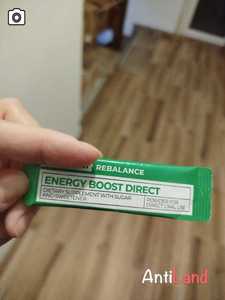 REBALANCE
ENERGY BOOST DIRECT
DIETARY SUPPLEMENT WITH SUGAR
AND SWEETENER
POWDER FOR
DIRECT ORAL USE
AntiLand